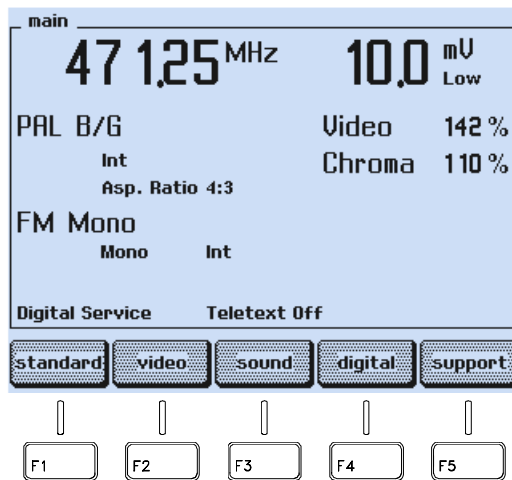 main
471,25 MHz 10,0 mV
Low
PAL B/G Video 142 %
Int Chroma 110 %
Asp. Ratio 4:3
FM Mono
Mono Int
Digital Service Teletext Off
standard video sound digital support
F1 F2 F3 F4 F5